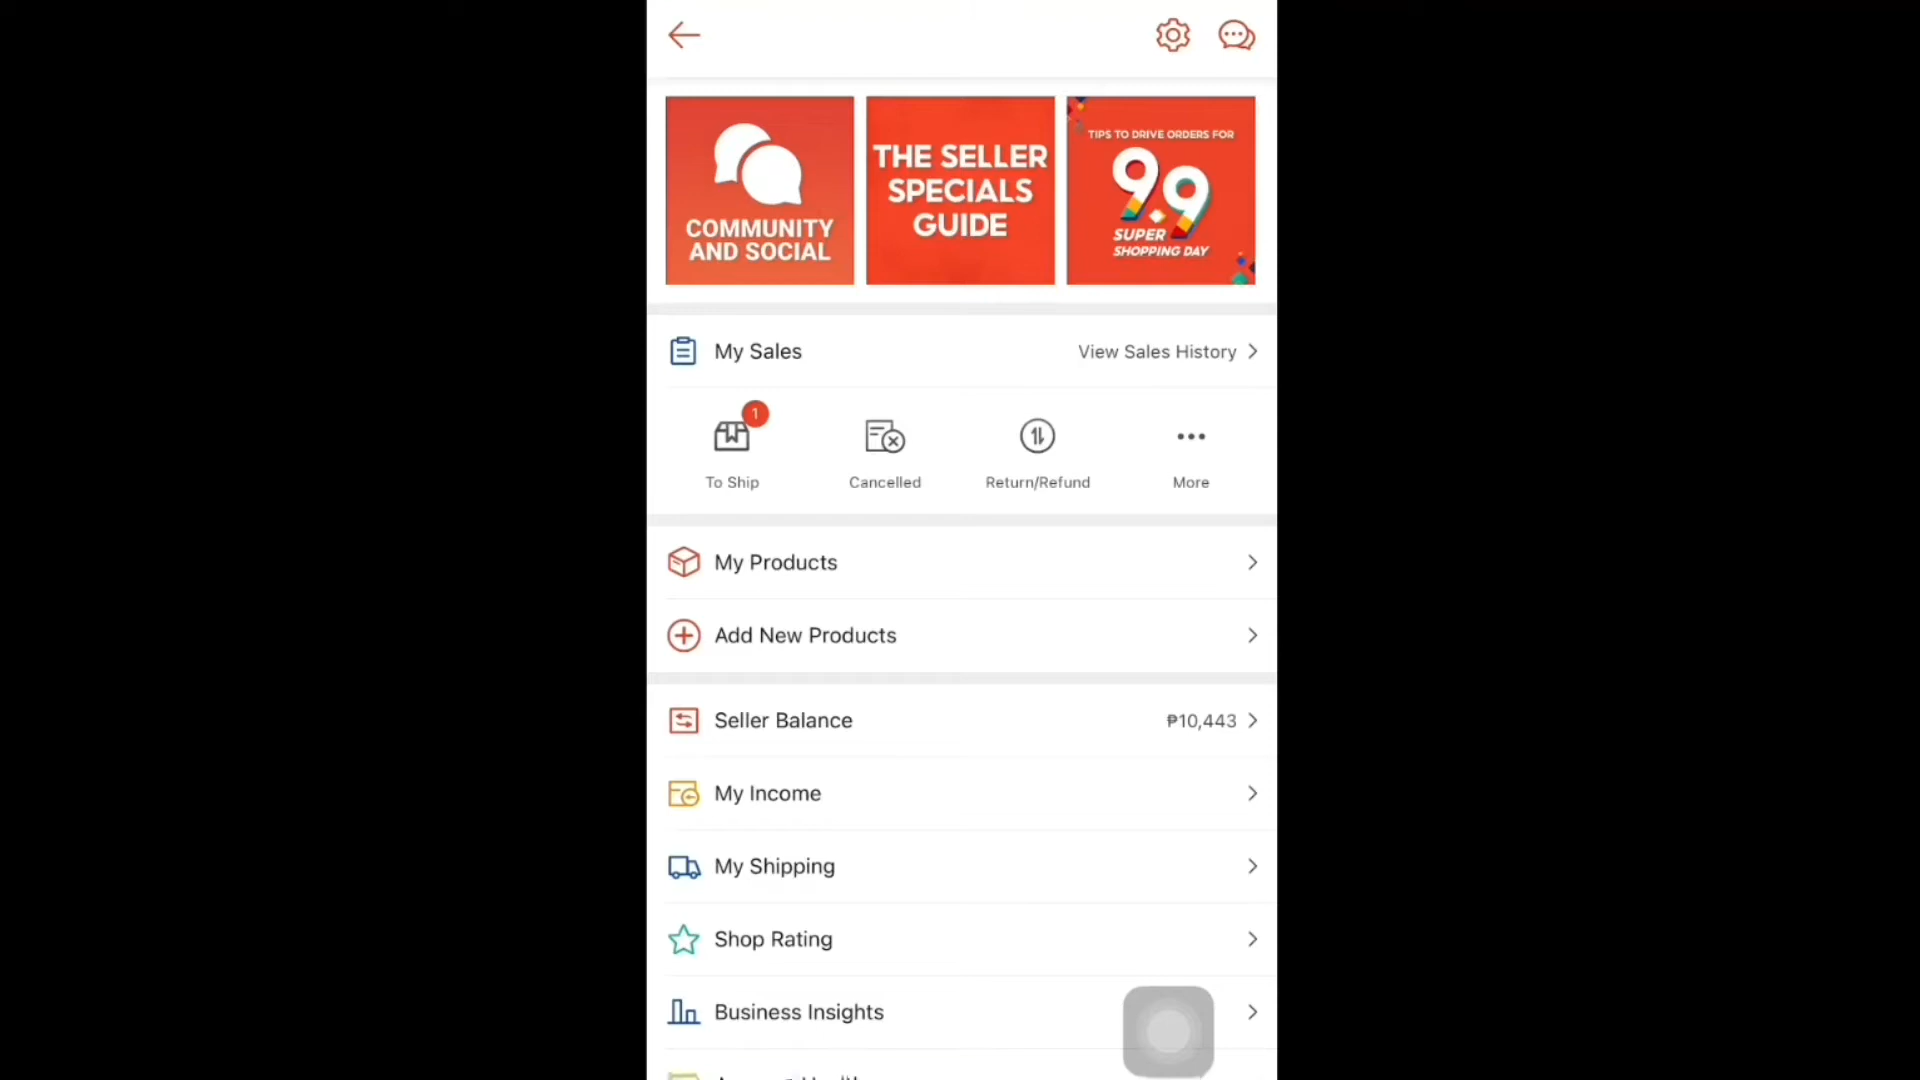 COMMUNITY
AND SOCIAL
THE SELLER
SPECIALS
GUIDE
TIPS TO DRIVE ORDERS FOR
9.9
SUPER
SHOPPING DAY
My Sales
View Sales History
1
To Ship
Cancelled
Return/Refund
More
My Products
Add New Products
Seller Balance
₱10,443
My Income
My Shipping
Shop Rating
Business Insights